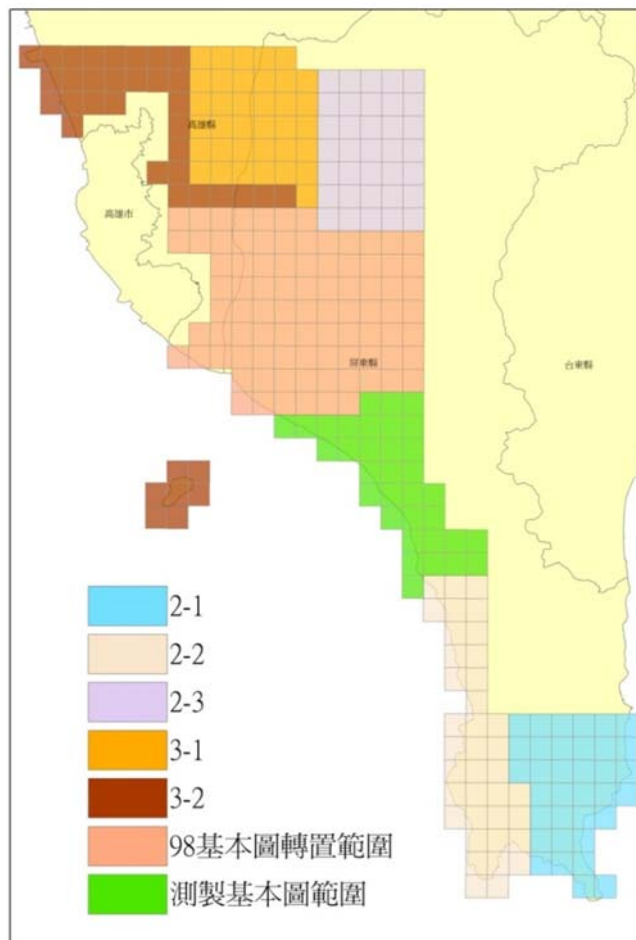 高雄縣
高雄市
屏東縣
台東縣
2-1
2-2
2-3
3-1
3-2
98基本圖轉置範圍
測製基本圖範圍